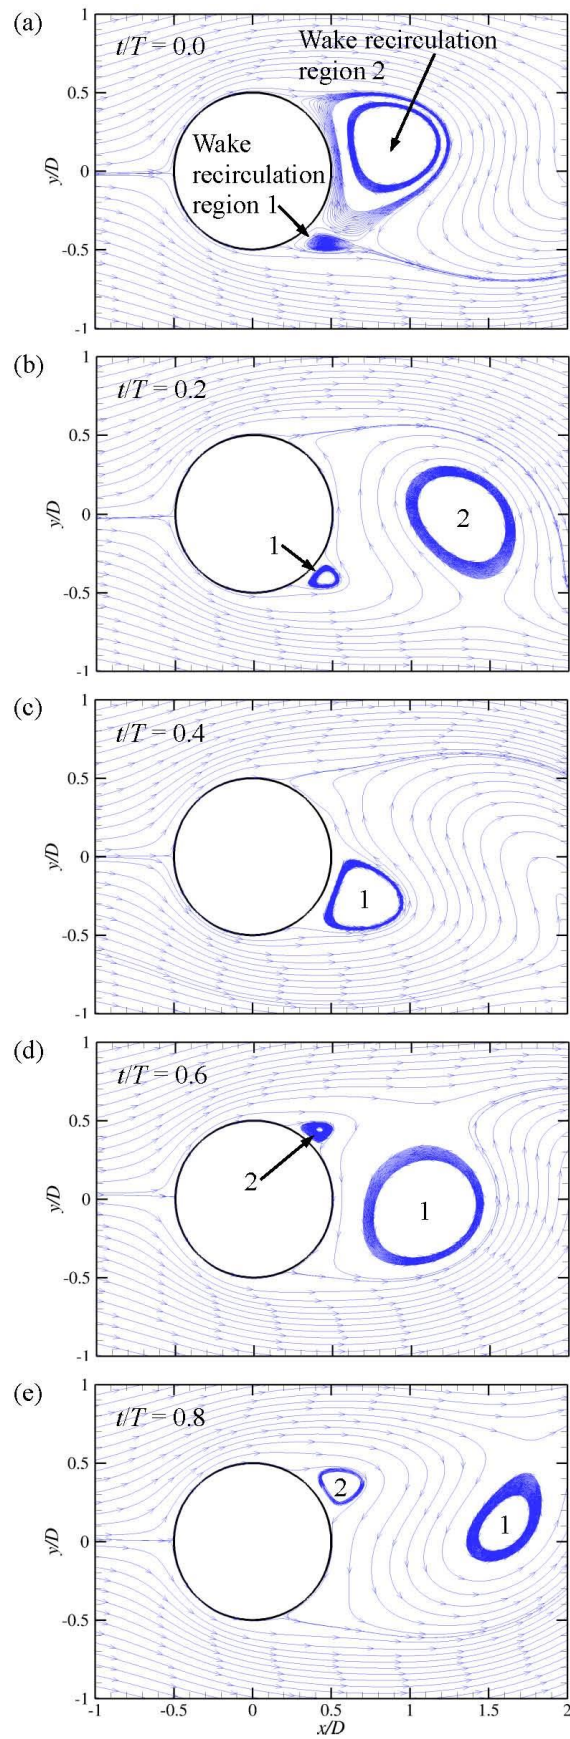 (a)
1
t/T = 0.0
Wake recirculation
region 2
0.5
Wake
recirculation
region 1
y/D
0
-0.5
-1
(b)
1
t/T = 0.2
0.5
y/D
0
2
1
-0.5
-1
(c)
1
t/T = 0.4
0.5
y/D
0
1
-0.5
-1
(d)
1
t/T = 0.6
0.5
y/D
0
2
1
-0.5
-1
(e)
1
t/T = 0.8
0.5
2
1
y/D
0
-0.5
-1
-1 -0.5 0 0.5 1 1.5 2
x/D